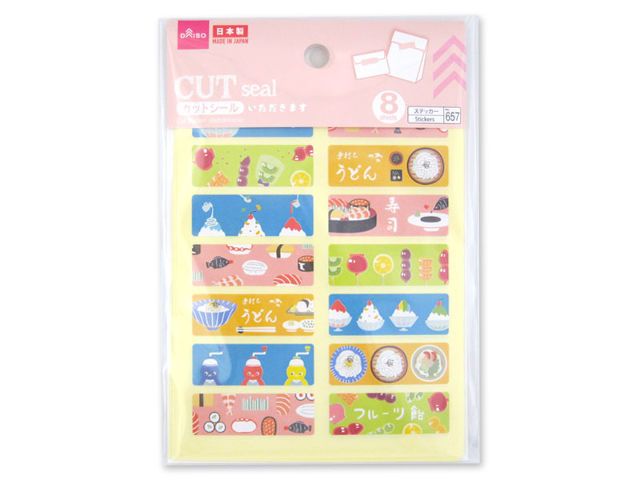 DAISO
日本製
MADE IN JAPAN
CUT seal
カットシール いただきます
8
sheets
ステッカー
Stickers
No.
657
手打ち
うどん
寿司
手打ち
うどん
フルーツ飴